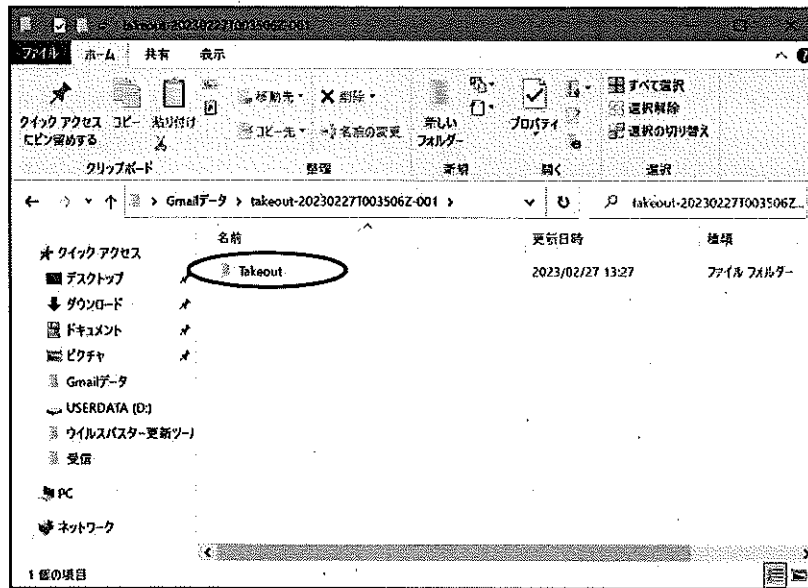 takeout-20230227T003506Z-001
ファイル ホーム 共有 表示
クイック アクセス
にピン留めする
コピー
貼り付け
移動先
コピー先
削除
名前の変更
新しい
フォルダー
プロパティ
すべて選択
選択解除
選択の切り替え
クリップボード 整理 新規 開く 選択
Gmailデータ > takeout-20230227T003506Z-001 >
takeout-20230227T003506Z...
名前 更新日時 種類
Takeout 2023/02/27 13:27 ファイル フォルダー
クイック アクセス
デスクトップ
ダウンロード
ドキュメント
ピクチャ
Gmailデータ
USERDATA (D:)
ウイルスバスター更新ツール
受信
PC
ネットワーク
1 個の項目